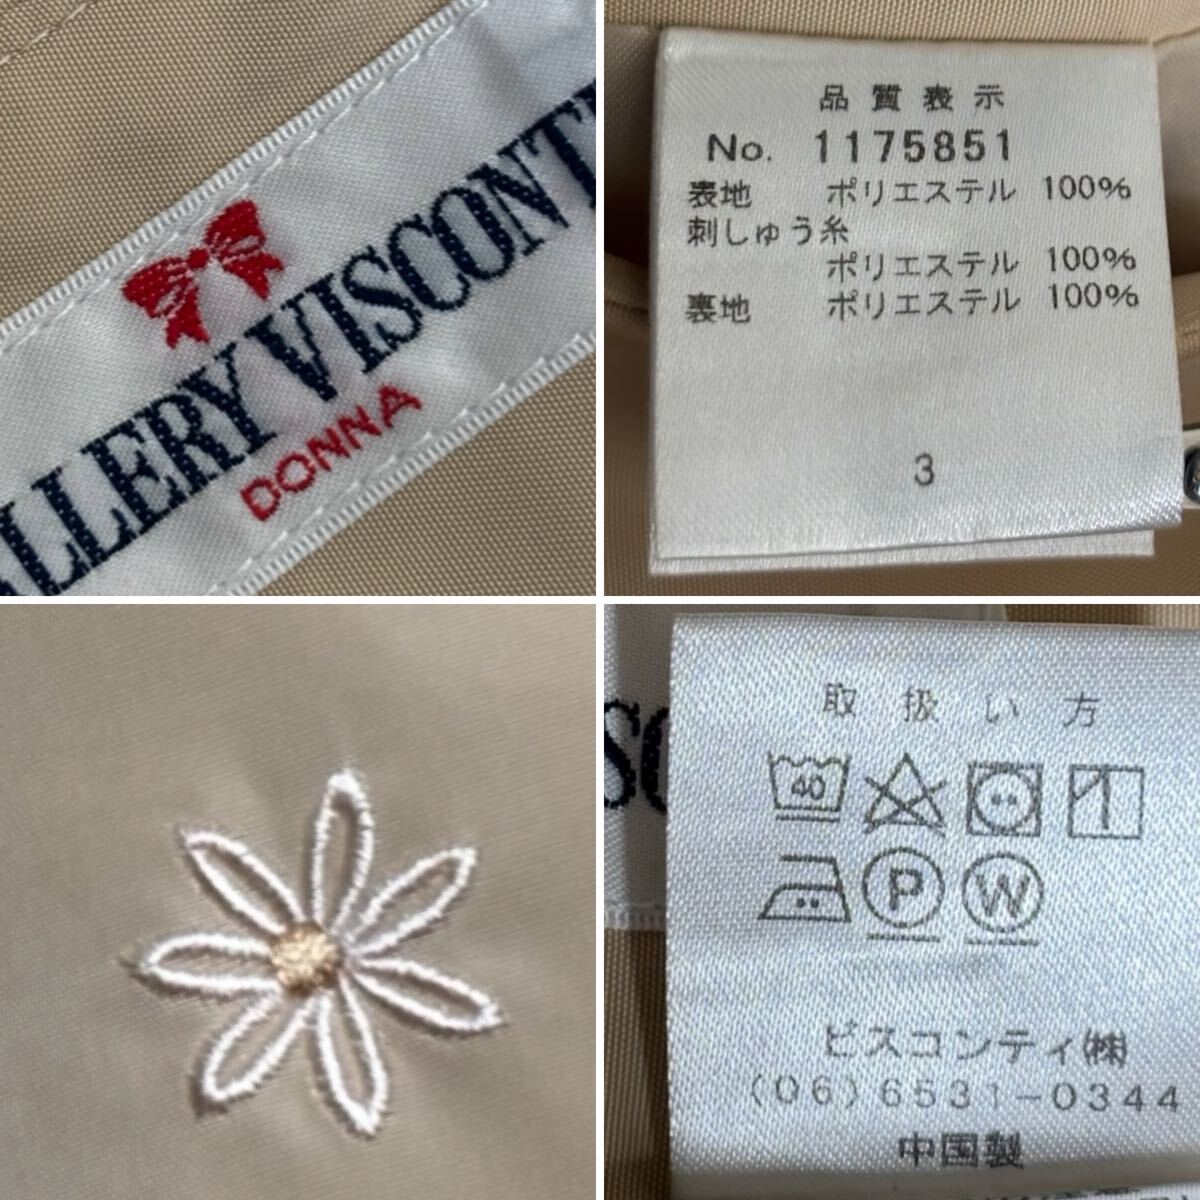 ALLERY VISCONTI
DONNA
品質表示
No. 1175851
表地 ポリエステル 100%
刺しゅう糸
ポリエステル 100%
裏地 ポリエステル 100%
3
SC
取扱い方
40
P W
ビスコンティ(株)
(06)6531-0344
中国製